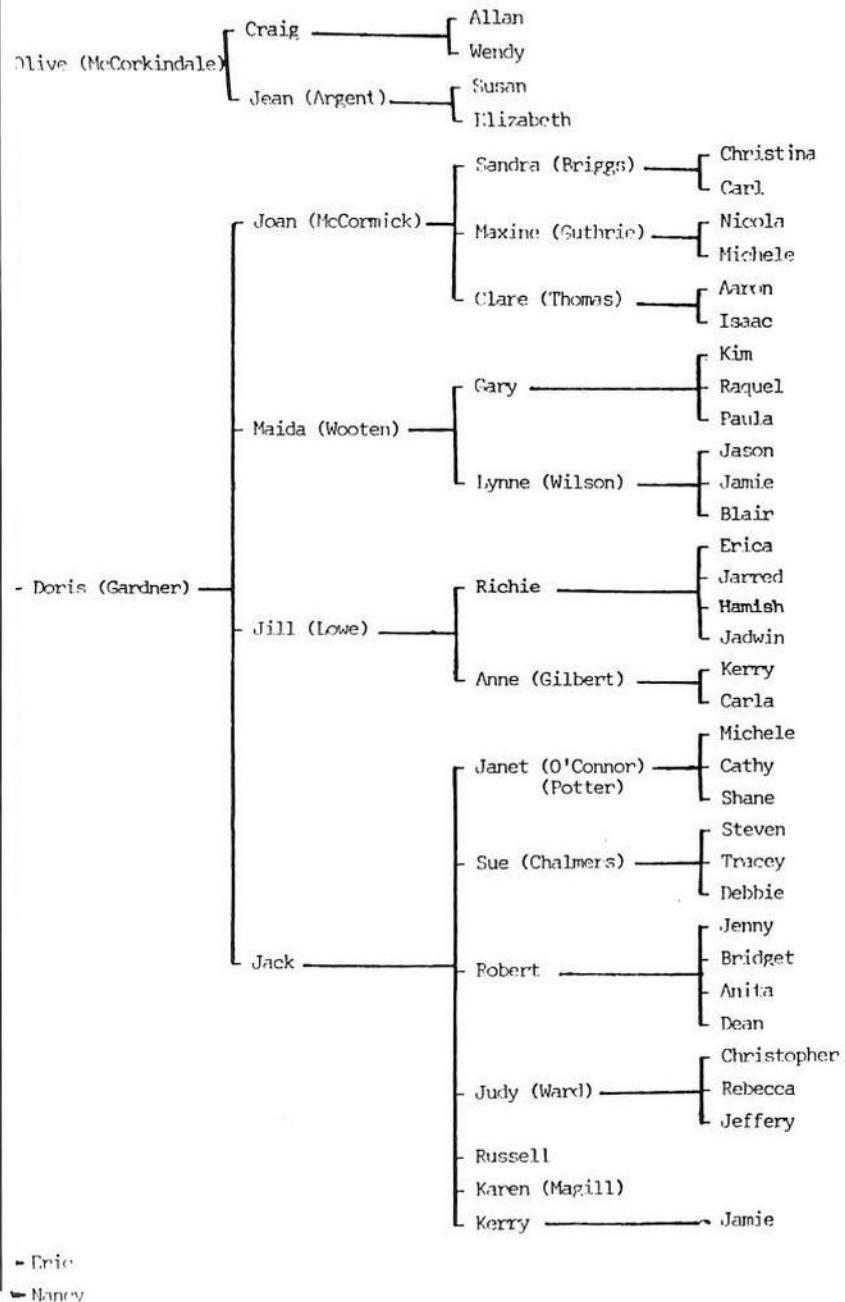 Craig
Allan
Wendy
Olive (McCorkindale)
Jean (Argent)
Susan
Elizabeth
Joan (McCormick)
Sandra (Briggs)
Christina
Carl
Maxine (Guthrie)
Nicola
Michele
Clare (Thomas)
Aaron
Isaac
Maida (Wooten)
Gary
Kim
Raquel
Paula
Lynne (Wilson)
Jason
Jamie
Blair
- Doris (Gardner)
Jill (Lowe)
Richie
Erica
Jarred
Hamish
Jadwin
Anne (Gilbert)
Kerry
Carla
Jack
Janet (O'Connor)
(Potter)
Michele
Cathy
Shane
Sue (Chalmers)
Steven
Tracey
Debbie
Robert
Jenny
Bridget
Anita
Dean
Judy (Ward)
Christopher
Rebecca
Jeffery
Russell
Karen (Magill)
Kerry
Jamie
- Eric
- Nancy